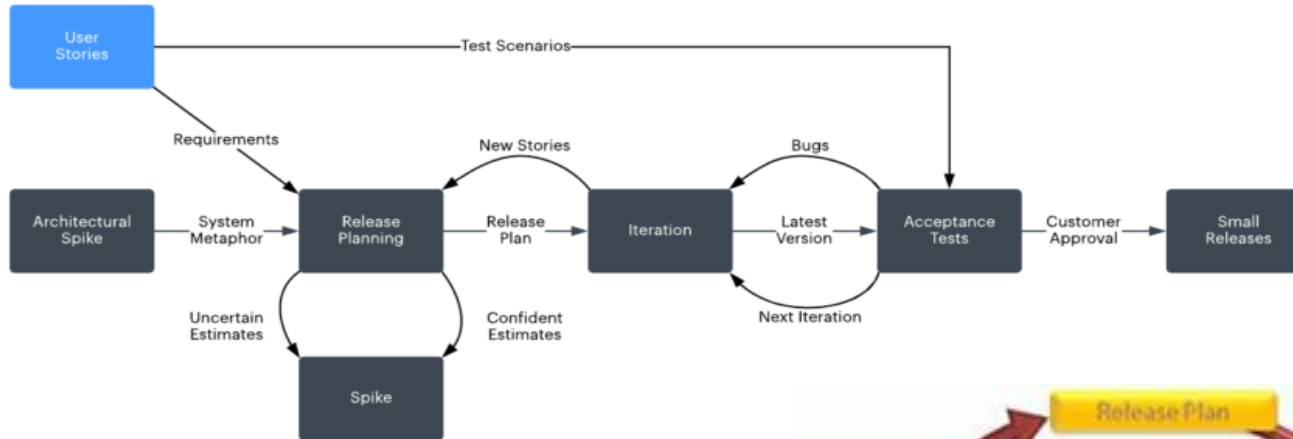 User
Stories
Test Scenarios
Requirements
New Stories
Bugs
Architectural
Spike
System
Metaphor
Release
Planning
Release
Plan
Iteration
Latest
Version
Acceptance
Tests
Customer
Approval
Small
Releases
Uncertain
Estimates
Confident
Estimates
Next Iteration
Spike
Release Plan